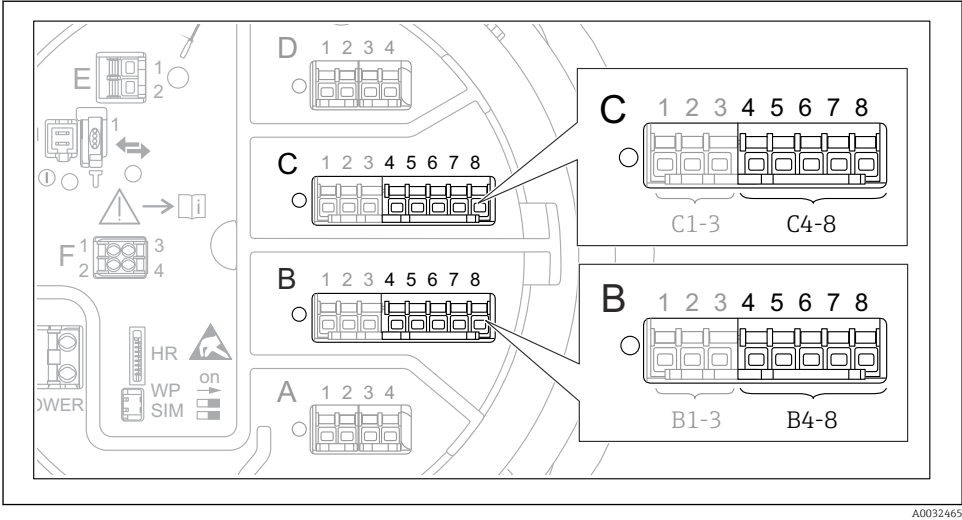 D 1 2 3 4
E 1
2
1
C 1 2 3 4 5 6 7 8
i
F 1 3
2 4
B 1 2 3 4 5 6 7 8
HR
WP on
SIM
OWER
A 1 2 3 4
C 1 2 3 4 5 6 7 8
C1-3 C4-8
B 1 2 3 4 5 6 7 8
B1-3 B4-8
A0032465